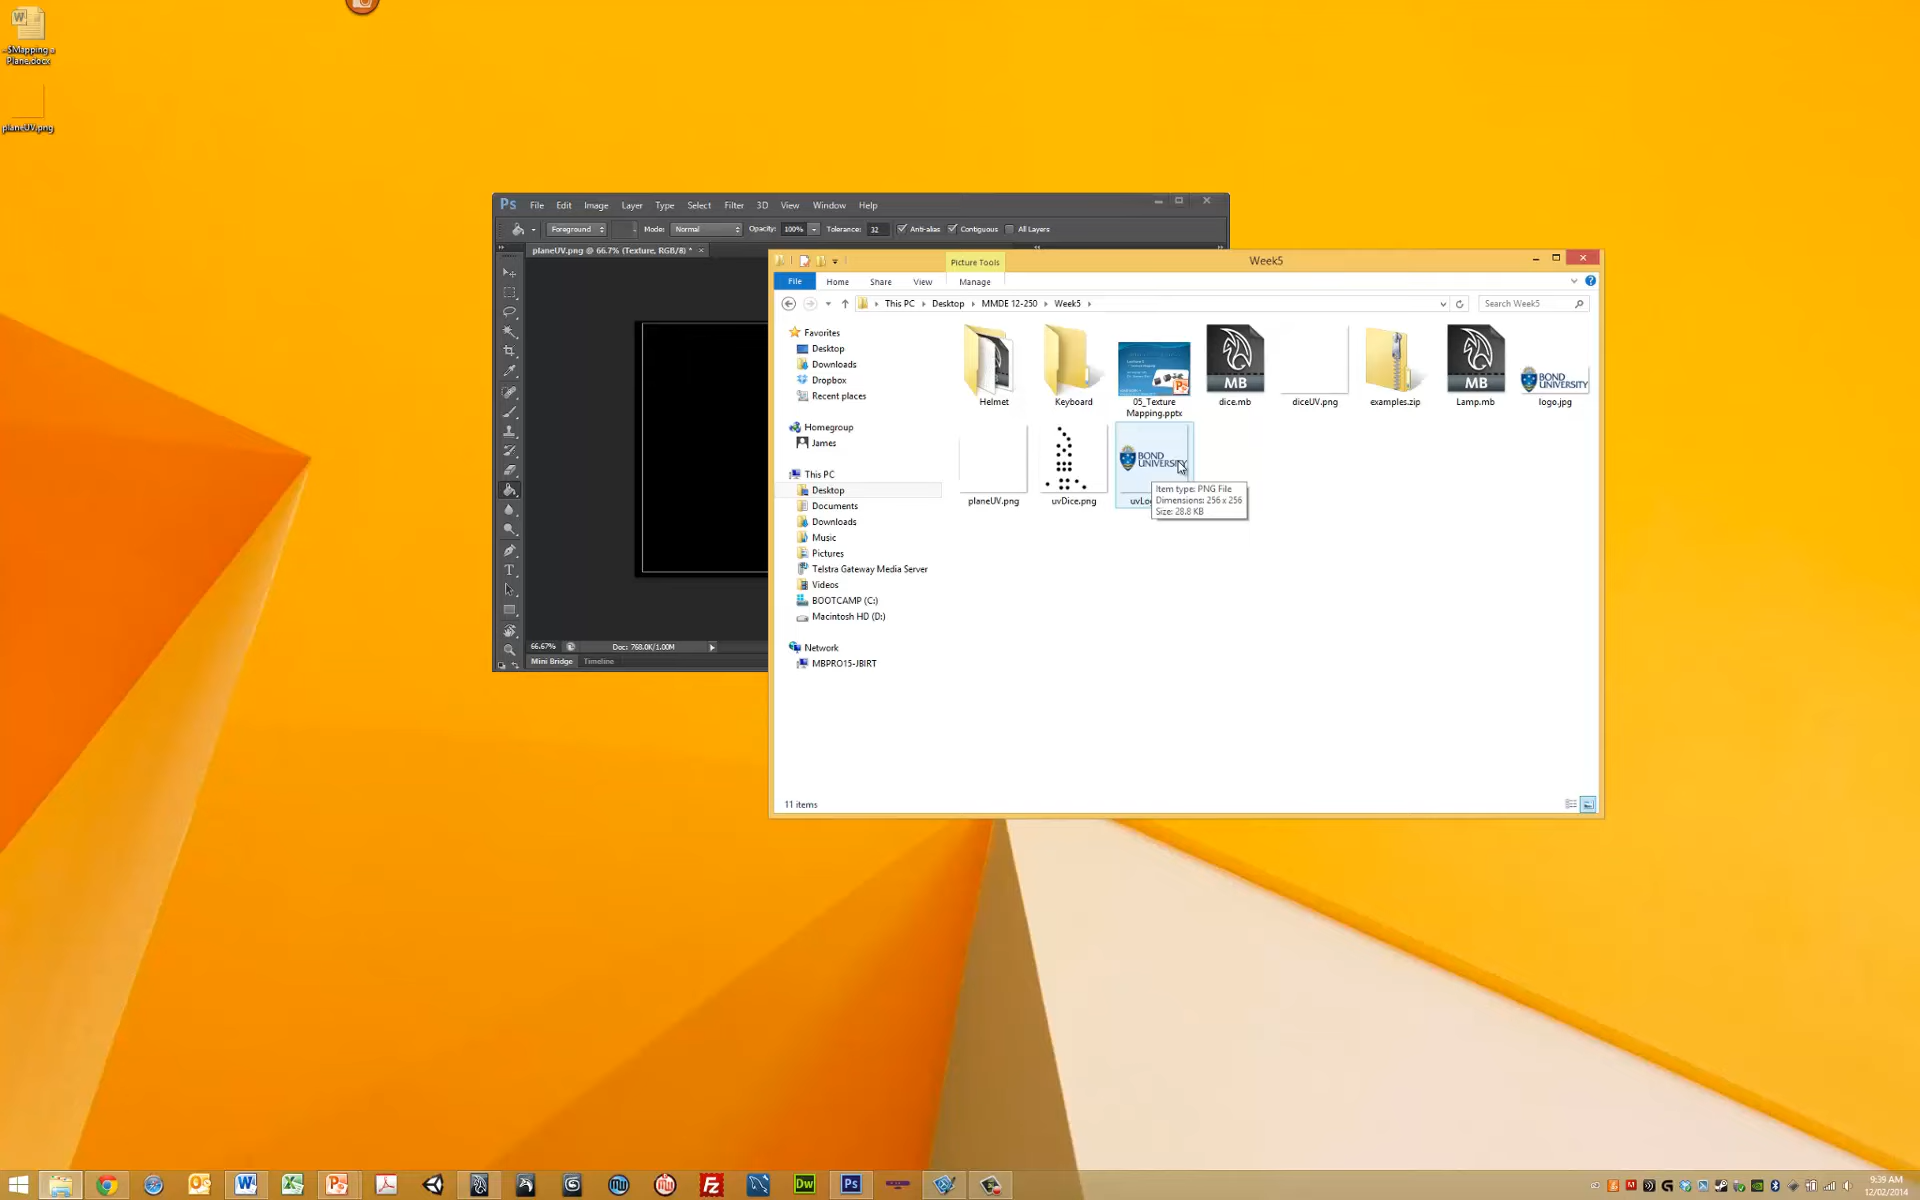 ~$Mapping a
Plane.docx
planeUV.png
Ps File Edit Image Layer Type Select Filter 3D View Window Help
Foreground Mode: Normal Opacity: 100% Tolerance: 32 Anti-alias Contiguous All Layers
planeUV.png @ 66.7% (Texture, RGB/8) * ×
66.67% Doc: 768.0K/1.00M
Mini Bridge Timeline
Picture Tools Week5
File Home Share View Manage
This PC Desktop MMDE 12-250 Week5 Search Week5
Favorites
Desktop
Downloads
Dropbox
Recent places
Homegroup
James
This PC
Desktop
Documents
Downloads
Music
Pictures
Telstra Gateway Media Server
Videos
BOOTCAMP (C:)
Macintosh HD (D:)
Network
MBPRO15-JBIRT
MB MB BOND UNIVERSITY
Helmet Keyboard 05_Texture Mapping.pptx dice.mb diceUV.png examples.zip Lamp.mb logo.jpg
BOND UNIVERSITY
planeUV.png uvDice.png
Item type: PNG File
Dimensions: 256 x 256
Size: 28.8 KB
11 items
Dw Ps
9:39 AM
12/02/2014